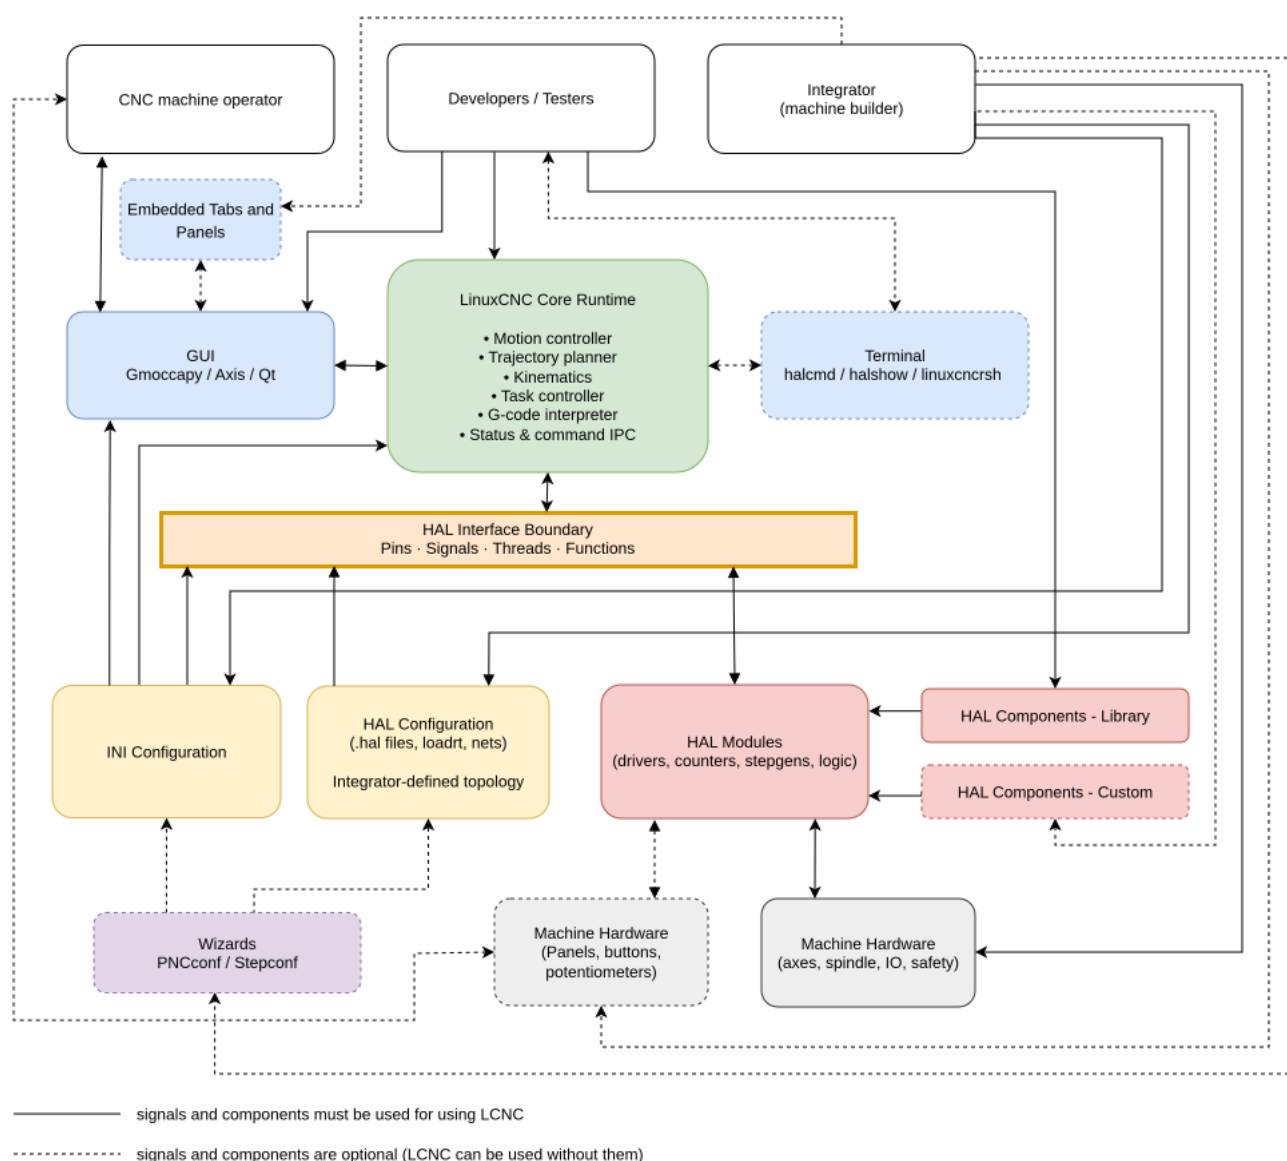 CNC machine operator
Developers / Testers
Integrator
(machine builder)
Embedded Tabs and
Panels
LinuxCNC Core Runtime
• Motion controller
• Trajectory planner
• Kinematics
• Task controller
• G-code interpreter
• Status & command IPC
GUI
Gmoccapy / Axis / Qt
Terminal
halcmd / halshow / linuxcncrsh
HAL Interface Boundary
Pins · Signals · Threads · Functions
INI Configuration
HAL Configuration
(.hal files, loadrt, nets)
Integrator-defined topology
HAL Modules
(drivers, counters, stepgens, logic)
HAL Components - Library
HAL Components - Custom
Wizards
PNCconf / Stepconf
Machine Hardware
(Panels, buttons,
potentiometers)
Machine Hardware
(axes, spindle, IO, safety)
signals and components must be used for using LCNC
signals and components are optional (LCNC can be used without them)